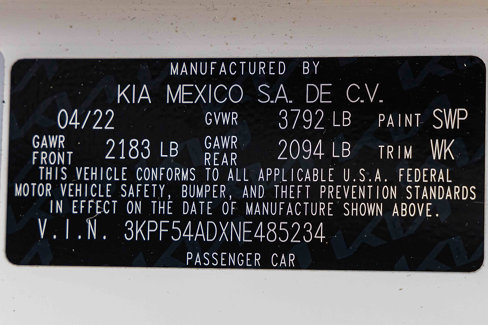 MANUFACTURED BY
KIA MEXICO S.A. DE C.V.
04/22 GVWR 3792 LB PAINT SWP
GAWR FRONT 2183 LB GAWR REAR 2094 LB TRIM WK
THIS VEHICLE CONFORMS TO ALL APPLICABLE U.S.A. FEDERAL
MOTOR VEHICLE SAFETY, BUMPER, AND THEFT PREVENTION STANDARDS
IN EFFECT ON THE DATE OF MANUFACTURE SHOWN ABOVE.
V.I.N. 3KPF54ADXNE485234
PASSENGER CAR